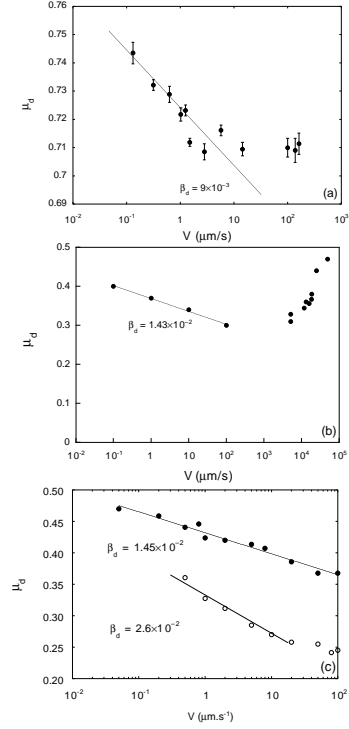 0.76
0.75
0.74
0.73
0.72
0.71
0.7
0.69
μd
βd = 9×10⁻³
(a)
10⁻² 10⁻¹ 1 10¹ 10² 10³
V (μm/s)
0.5
0.4
0.3
0.2
0.1
0
μd
βd = 1.43×10⁻²
(b)
10⁻² 10⁻¹ 1 10¹ 10² 10³ 10⁴ 10⁵
V (μm/s)
0.50
0.45
0.40
0.35
0.30
0.25
0.20
μd
βd = 1.45×10⁻²
βd = 2.6×10⁻²
(c)
10⁻² 10⁻¹ 1 10 10²
V (μm.s⁻¹)